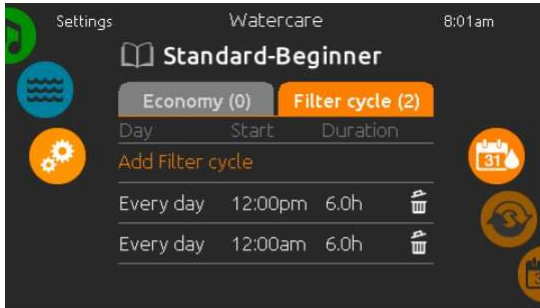 Settings Watercare 8:01am
Standard-Beginner
Economy (0) Filter cycle (2)
Day Start Duration
Add Filter cycle
Every day 12:00pm 6.0h
Every day 12:00am 6.0h
31
S
3